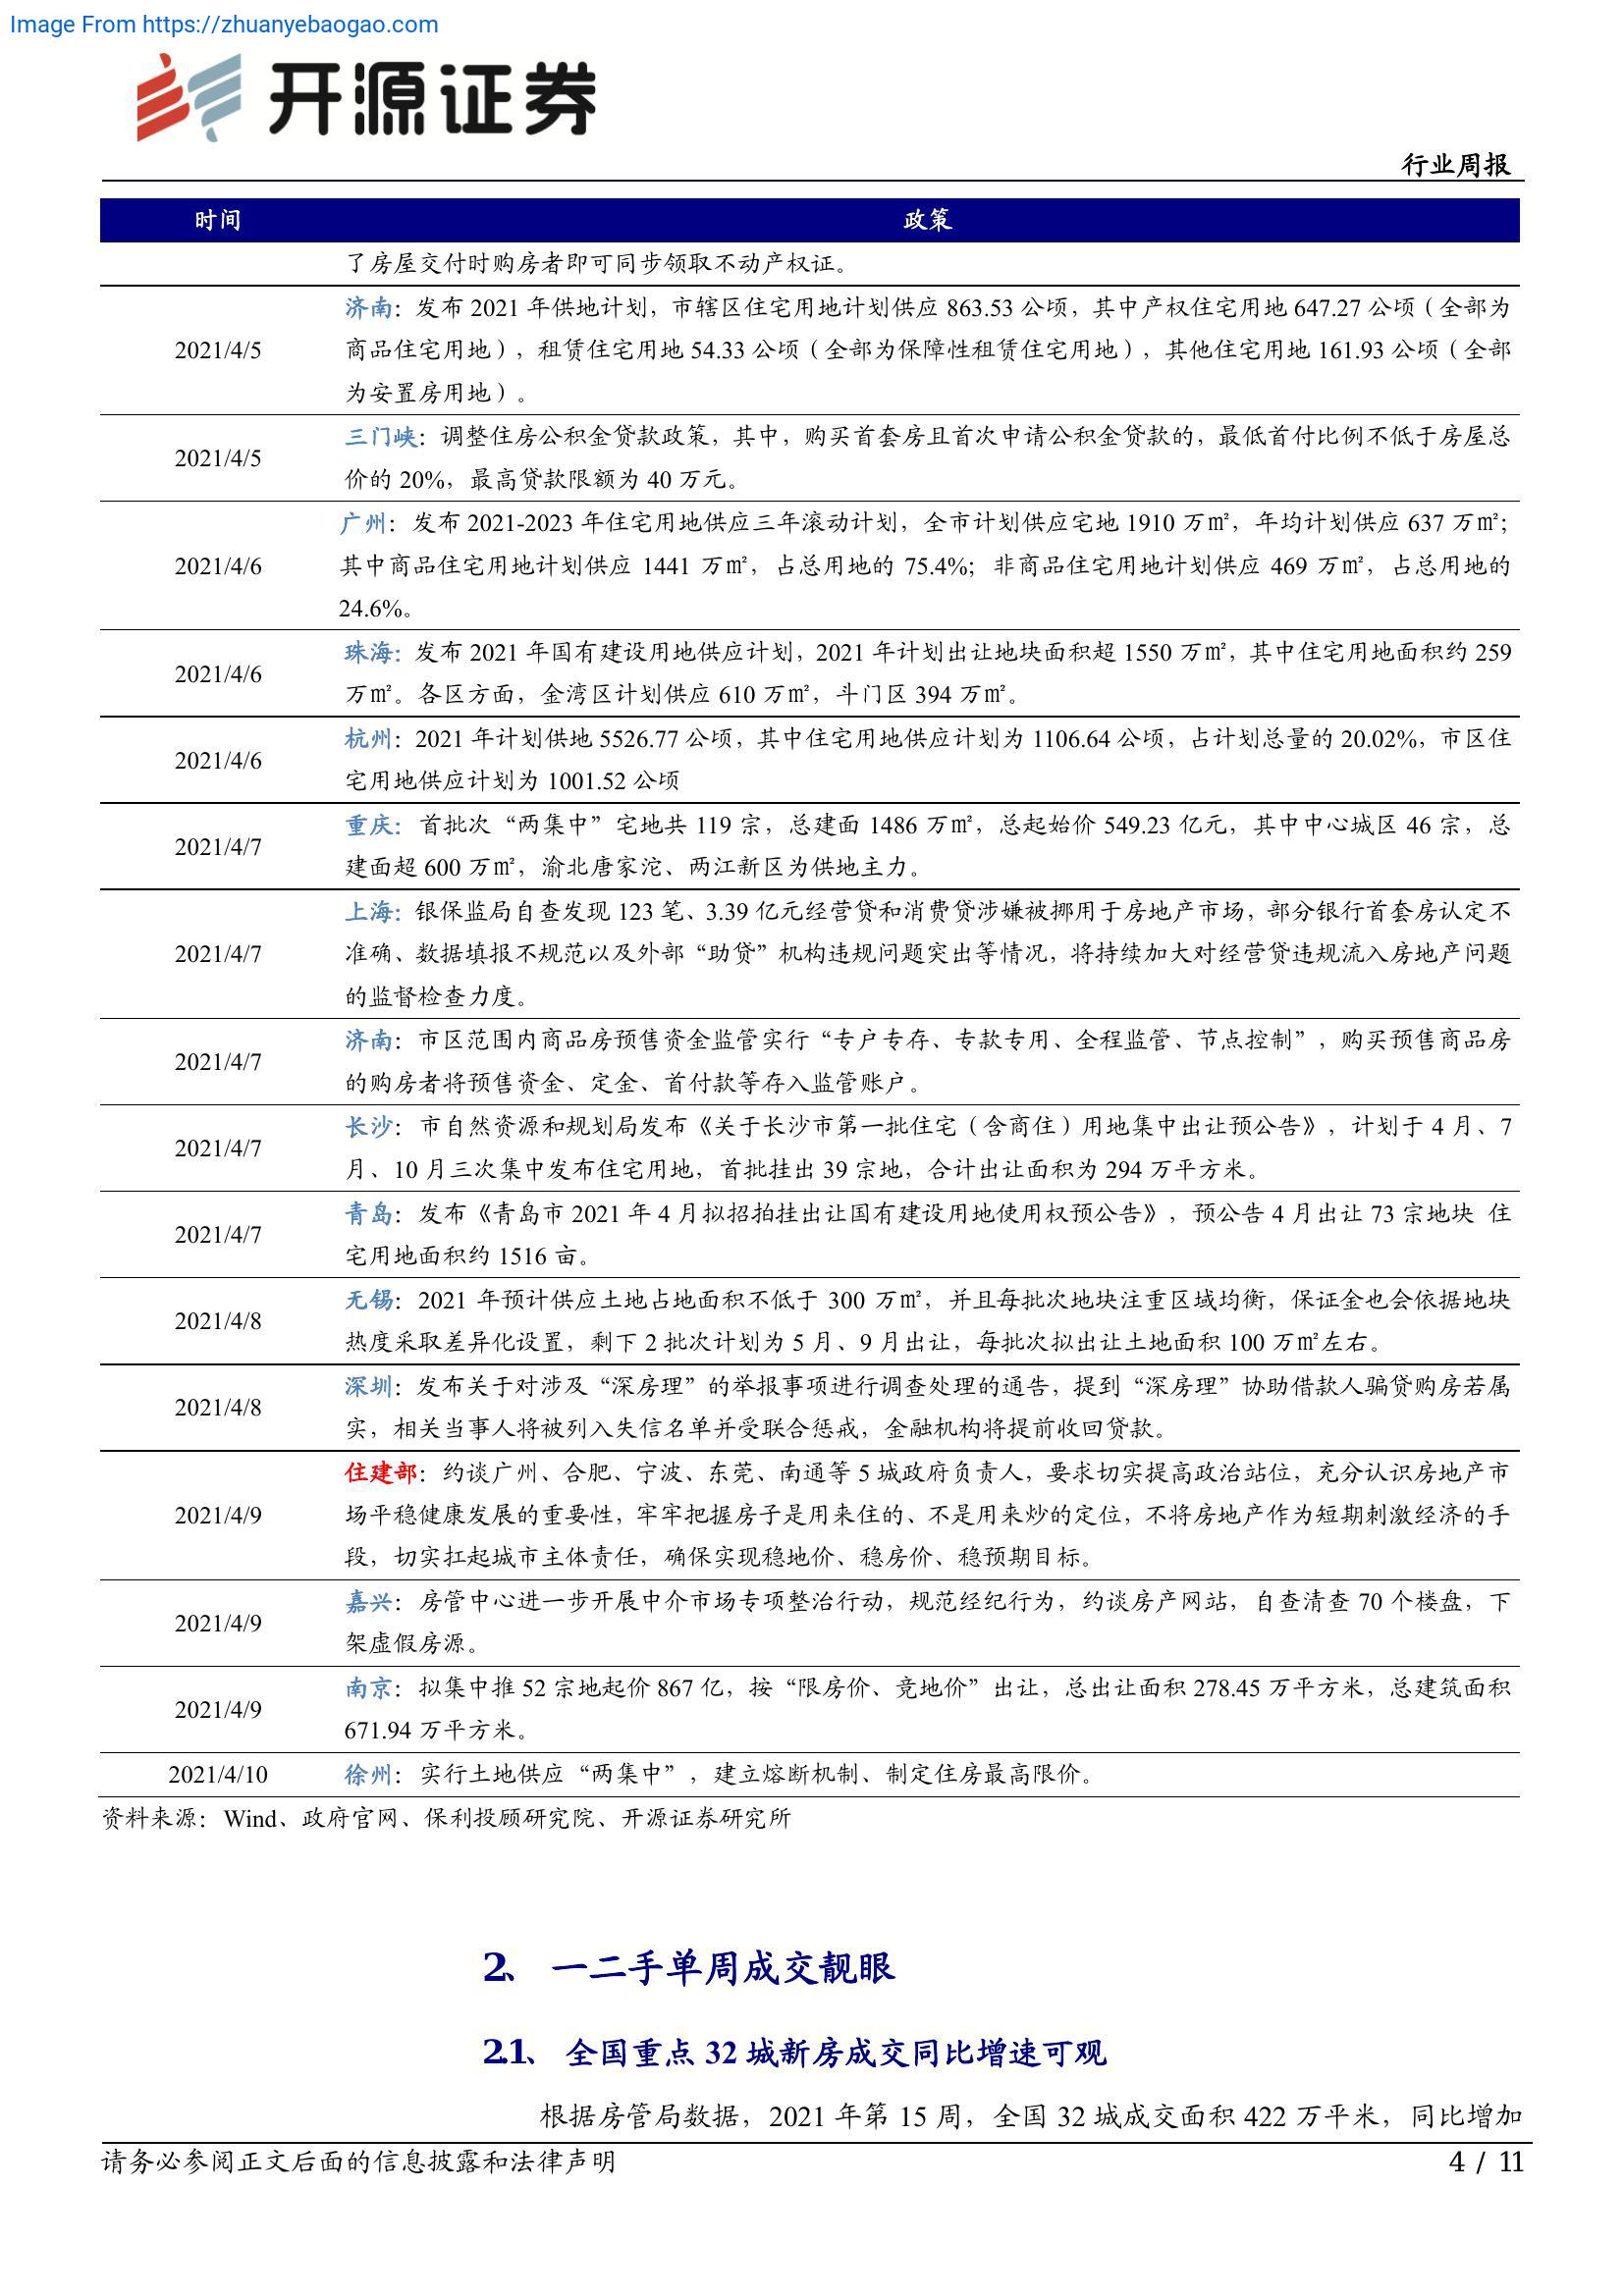 Image From https://zhuanyebaogao.com
开源证券
行业周报
时间 政策
了房屋交付时购房者即可同步领取不动产权证。
济南：发布 2021 年供地计划，市辖区住宅用地计划供应 863.53 公顷，其中产权住宅用地 647.27 公顷（全部为
2021/4/5 商品住宅用地），租赁住宅用地 54.33 公顷（全部为保障性租赁住宅用地），其他住宅用地 161.93 公顷（全部
为安置房用地）。
2021/4/5 三门峡：调整住房公积金贷款政策，其中，购买首套房且首次申请公积金贷款的，最低首付比例不低于房屋总
价的 20%，最高贷款限额为 40 万元。
广州：发布 2021-2023 年住宅用地供应三年滚动计划，全市计划供应宅地 1910 万㎡，年均计划供应 637 万㎡；
2021/4/6 其中商品住宅用地计划供应 1441 万㎡，占总用地的 75.4%；非商品住宅用地计划供应 469 万㎡，占总用地的
24.6%。
2021/4/6 珠海：发布 2021 年国有建设用地供应计划，2021 年计划出让地块面积超 1550 万㎡，其中住宅用地面积约 259
万㎡。各区方面，金湾区计划供应 610 万㎡，斗门区 394 万㎡。
2021/4/6 杭州：2021 年计划供地 5526.77 公顷，其中住宅用地供应计划为 1106.64 公顷，占计划总量的 20.02%，市区住
宅用地供应计划为 1001.52 公顷
2021/4/7 重庆：首批次“两集中”宅地共 119 宗，总建面 1486 万㎡，总起始价 549.23 亿元，其中中心城区 46 宗，总
建面超 600 万㎡，渝北唐家沱、两江新区为供地主力。
上海：银保监局自查发现 123 笔、3.39 亿元经营贷和消费贷涉嫌被挪用于房地产市场，部分银行首套房认定不
2021/4/7 准确、数据填报不规范以及外部“助贷”机构违规问题突出等情况，将持续加大对经营贷违规流入房地产问题
的监督检查力度。
2021/4/7 济南：市区范围内商品房预售资金监管实行“专户专存、专款专用、全程监管、节点控制”，购买预售商品房
的购房者将预售资金、定金、首付款等存入监管账户。
2021/4/7 长沙：市自然资源和规划局发布《关于长沙市第一批住宅（含商住）用地集中出让预公告》，计划于 4 月、7
月、10 月三次集中发布住宅用地，首批挂出 39 宗地，合计出让面积为 294 万平方米。
2021/4/7 青岛：发布《青岛市 2021 年 4 月拟招拍挂出让国有建设用地使用权预公告》，预公告 4 月出让 73 宗地块 住
宅用地面积约 1516 亩。
2021/4/8 无锡：2021 年预计供应土地占地面积不低于 300 万㎡，并且每批次地块注重区域均衡，保证金也会依据地块
热度采取差异化设置，剩下 2 批次计划为 5 月、9 月出让，每批次拟出让土地面积 100 万㎡左右。
2021/4/8 深圳：发布关于对涉及“深房理”的举报事项进行调查处理的通告，提到“深房理”协助借款人骗贷购房若属
实，相关当事人将被列入失信名单并受联合惩戒，金融机构将提前收回贷款。
住建部：约谈广州、合肥、宁波、东莞、南通等 5 城政府负责人，要求切实提高政治站位，充分认识房地产市
2021/4/9 场平稳健康发展的重要性，牢牢把握房子是用来住的、不是用来炒的定位，不将房地产作为短期刺激经济的手
段，切实扛起城市主体责任，确保实现稳地价、稳房价、稳预期目标。
2021/4/9 嘉兴：房管中心进一步开展中介市场专项整治行动，规范经纪行为，约谈房产网站，自查清查 70 个楼盘，下
架虚假房源。
2021/4/9 南京：拟集中推 52 宗地起价 867 亿，按“限房价、竞地价”出让，总出让面积 278.45 万平方米，总建筑面积
671.94 万平方米。
2021/4/10 徐州：实行土地供应“两集中”，建立熔断机制、制定住房最高限价。
资料来源：Wind、政府官网、保利投顾研究院、开源证券研究所
2、 一二手单周成交靓眼
2.1、 全国重点 32 城新房成交同比增速可观
根据房管局数据，2021 年第 15 周，全国 32 城成交面积 422 万平米，同比增加
请务必参阅正文后面的信息披露和法律声明 4 / 11